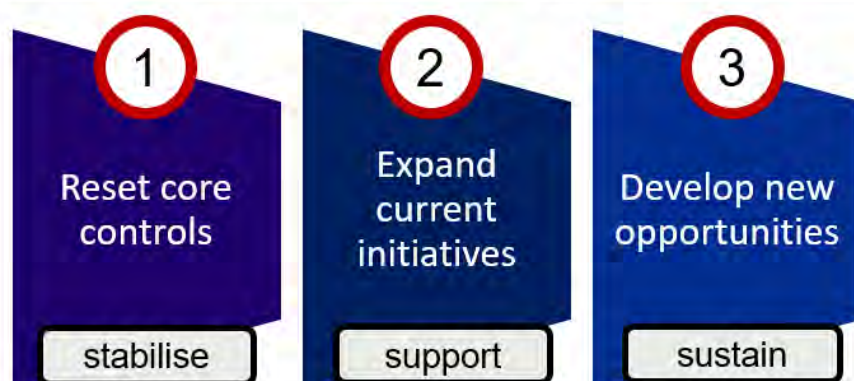 1
Reset core
controls
stabilise
2
Expand
current
initiatives
support
3
Develop new
opportunities
sustain